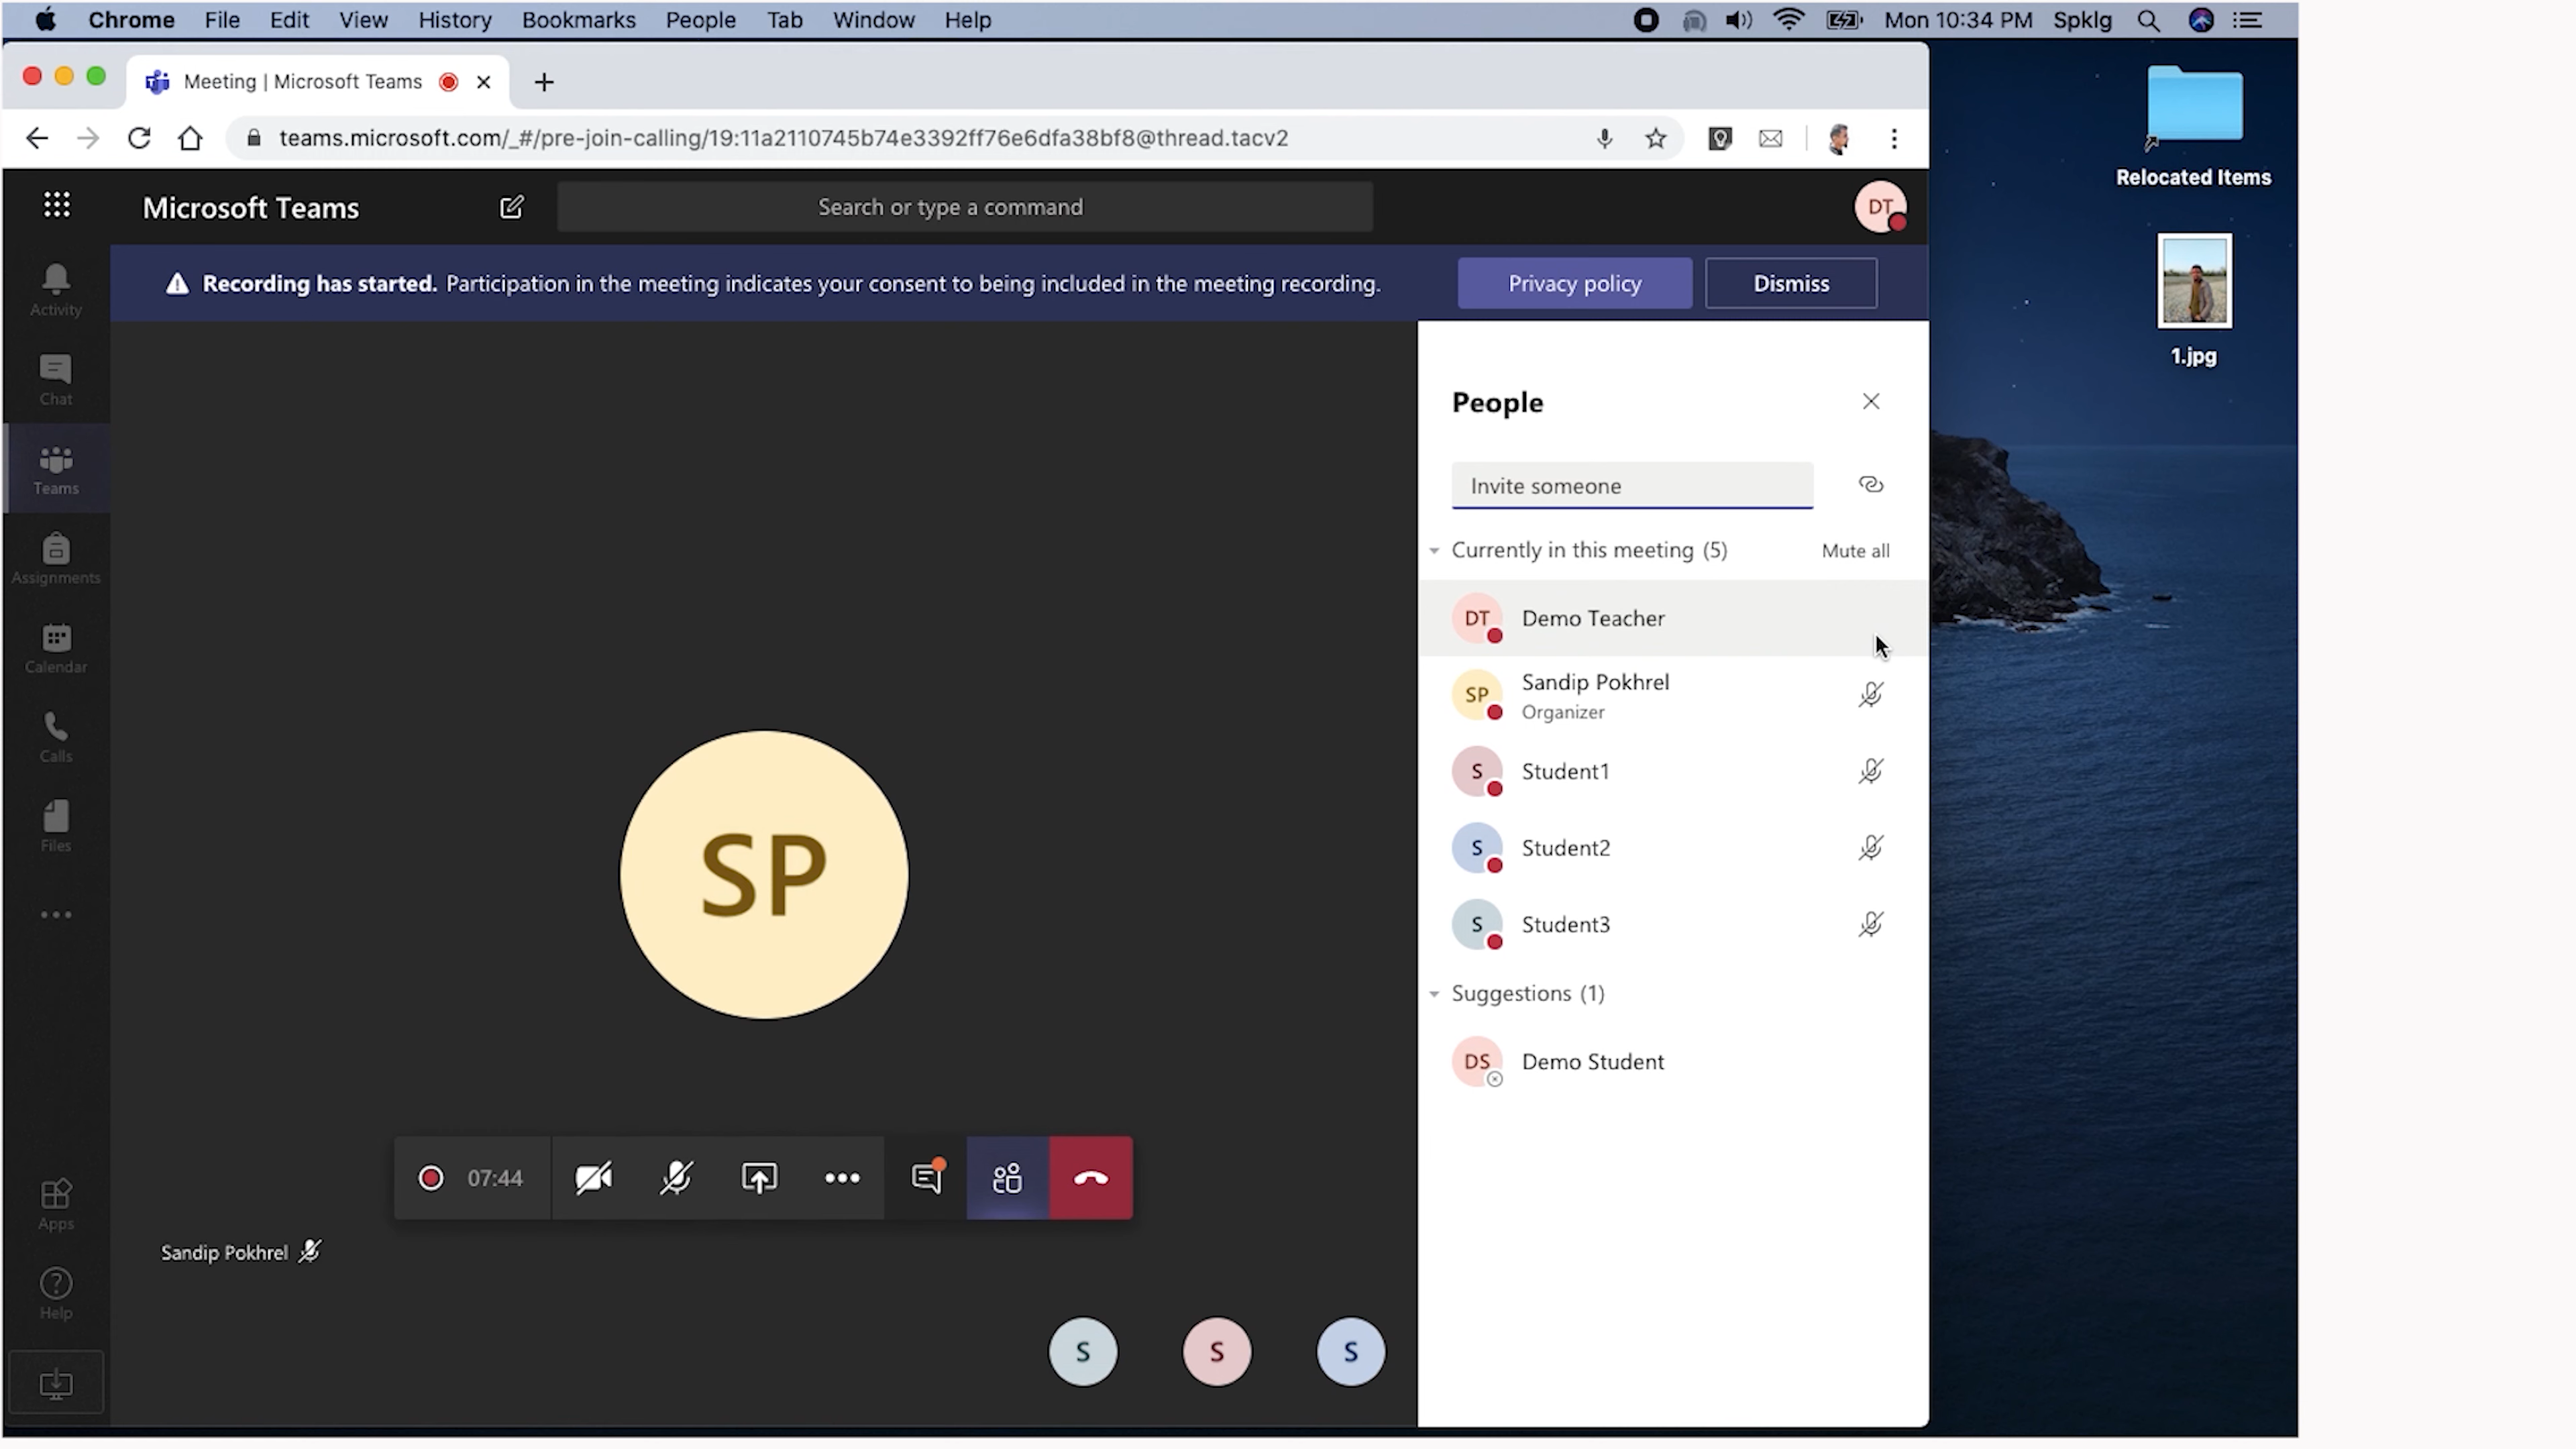 Chrome File Edit View History Bookmarks People Tab Window Help Mon 10:34 PM Spklg
Meeting | Microsoft Teams
teams.microsoft.com/_#/pre-join-calling/19:11a2110745b74e3392ff76e6dfa38bf8@thread.tacv2
Relocated Items
1.jpg
Microsoft Teams
Search or type a command
DT
Recording has started. Participation in the meeting indicates your consent to being included in the meeting recording.
Privacy policy
Dismiss
Activity
Chat
Teams
Assignments
Calendar
Calls
Files
Apps
Help
SP
07:44
Sandip Pokhrel
S
S
S
People
Invite someone
Currently in this meeting (5)
Mute all
DT Demo Teacher
SP Sandip Pokhrel
Organizer
S Student1
S Student2
S Student3
Suggestions (1)
DS Demo Student